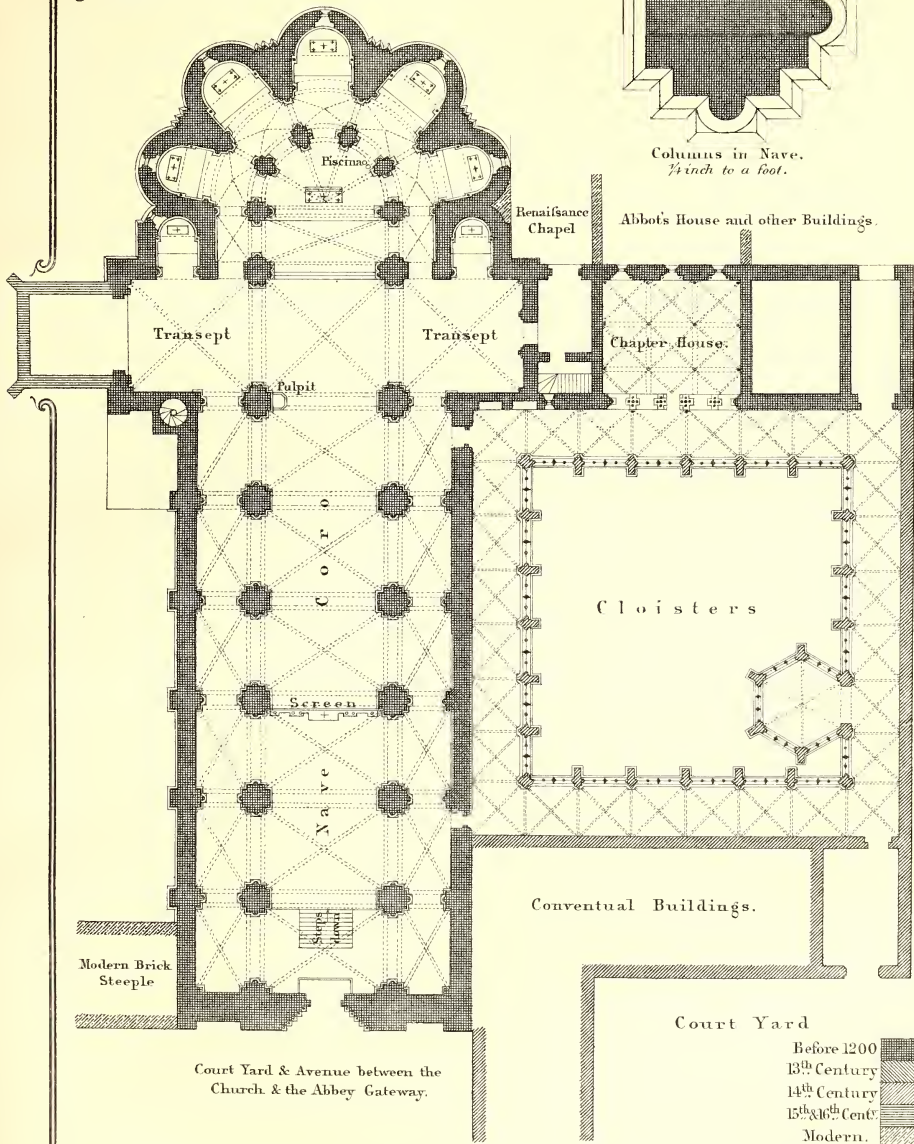 Columns in Nave.
¼ inch to a foot.
Piscina
Renaiſsance
Chapel
Abbot's House and other Buildings.
Transept
Transept
Chapter House.
Pulpit
Coro
Cloisters
Screen
Nave
Steps
down
Conventual Buildings.
Modern Brick
Steeple
Court Yard
Court Yard & Avenue between the
Church & the Abbey Gateway.
Before 1200
13th Century
14th Century
15th & 16th Centy.
Modern.